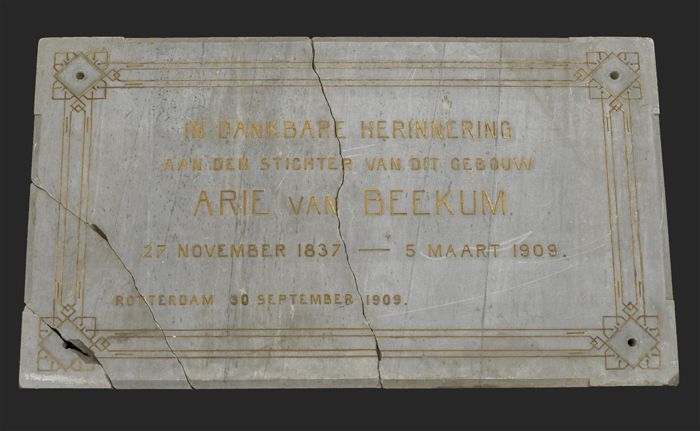 IN DANKBARE HERINNERING
AAN DEN STICHTER VAN DIT GEBOUW
ARIE VAN BEEKUM.
27 NOVEMBER 1837 — 5 MAART 1909.
ROTTERDAM 30 SEPTEMBER 1909.